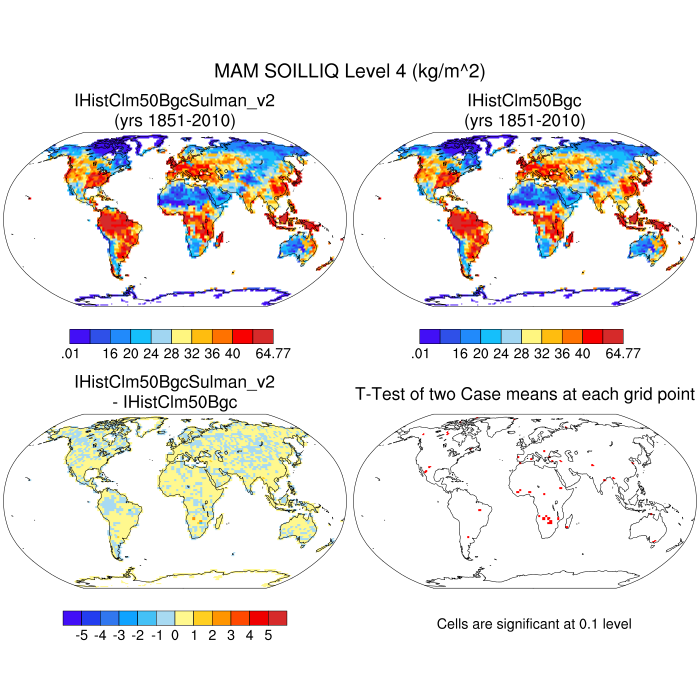 MAM SOILLIQ Level 4 (kg/m^2)
IHistClm50BgcSulman_v2
(yrs 1851-2010)
IHistClm50Bgc
(yrs 1851-2010)
.01 16 20 24 28 32 36 40 64.77
.01 16 20 24 28 32 36 40 64.77
IHistClm50BgcSulman_v2
- IHistClm50Bgc
T-Test of two Case means at each grid point
-5 -4 -3 -2 -1 0 1 2 3 4 5
Cells are significant at 0.1 level